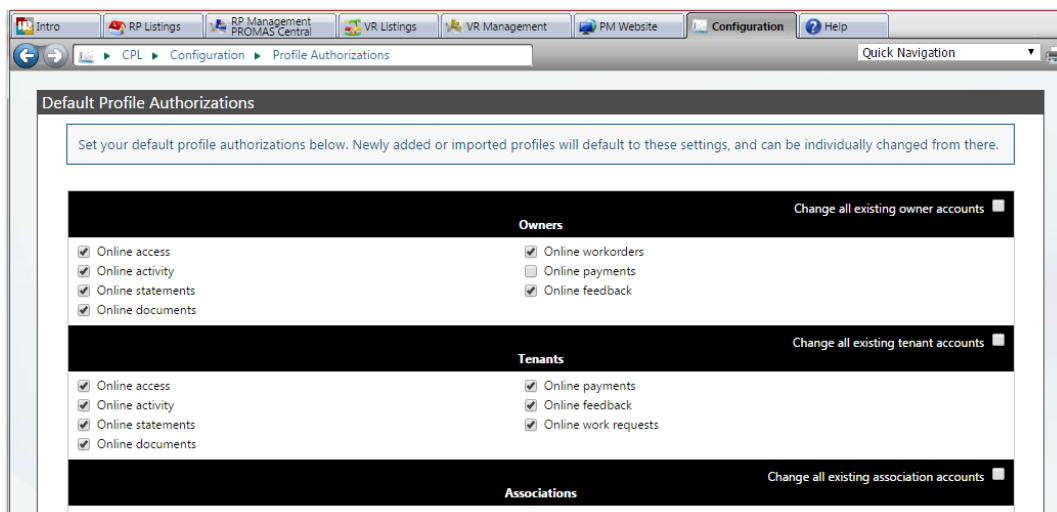 Intro
RP Listings
RP Management
PROMAS Central
VR Listings
VR Management
PM Website
Configuration
Help
CPL
Configuration
Profile Authorizations
Quick Navigation
Default Profile Authorizations
Set your default profile authorizations below. Newly added or imported profiles will default to these settings, and can be individually changed from there.
Change all existing owner accounts
Owners
Online access
Online workorders
Online activity
Online payments
Online statements
Online feedback
Online documents
Change all existing tenant accounts
Tenants
Online access
Online payments
Online activity
Online feedback
Online statements
Online work requests
Online documents
Change all existing association accounts
Associations